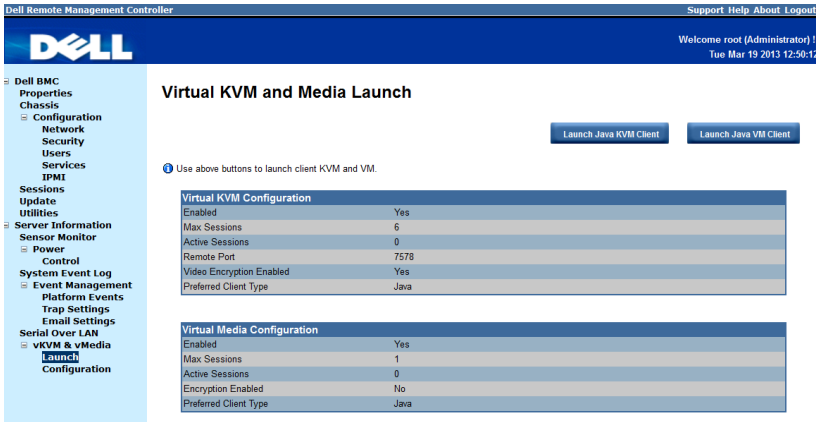 Dell Remote Management Controller
Support Help About Logout
DELL
Welcome root (Administrator) !
Tue Mar 19 2013 12:50:12
Dell BMC
Properties
Chassis
Configuration
Network
Security
Users
Services
IPMI
Sessions
Update
Utilities
Server Information
Sensor Monitor
Power
Control
System Event Log
Event Management
Platform Events
Trap Settings
Email Settings
Serial Over LAN
vKVM & vMedia
Launch
Configuration
Virtual KVM and Media Launch
Launch Java KVM Client
Launch Java VM Client
Use above buttons to launch client KVM and VM.
Virtual KVM Configuration
Enabled Yes
Max Sessions 6
Active Sessions 0
Remote Port 7578
Video Encryption Enabled Yes
Preferred Client Type Java
Virtual Media Configuration
Enabled Yes
Max Sessions 1
Active Sessions 0
Encryption Enabled No
Preferred Client Type Java